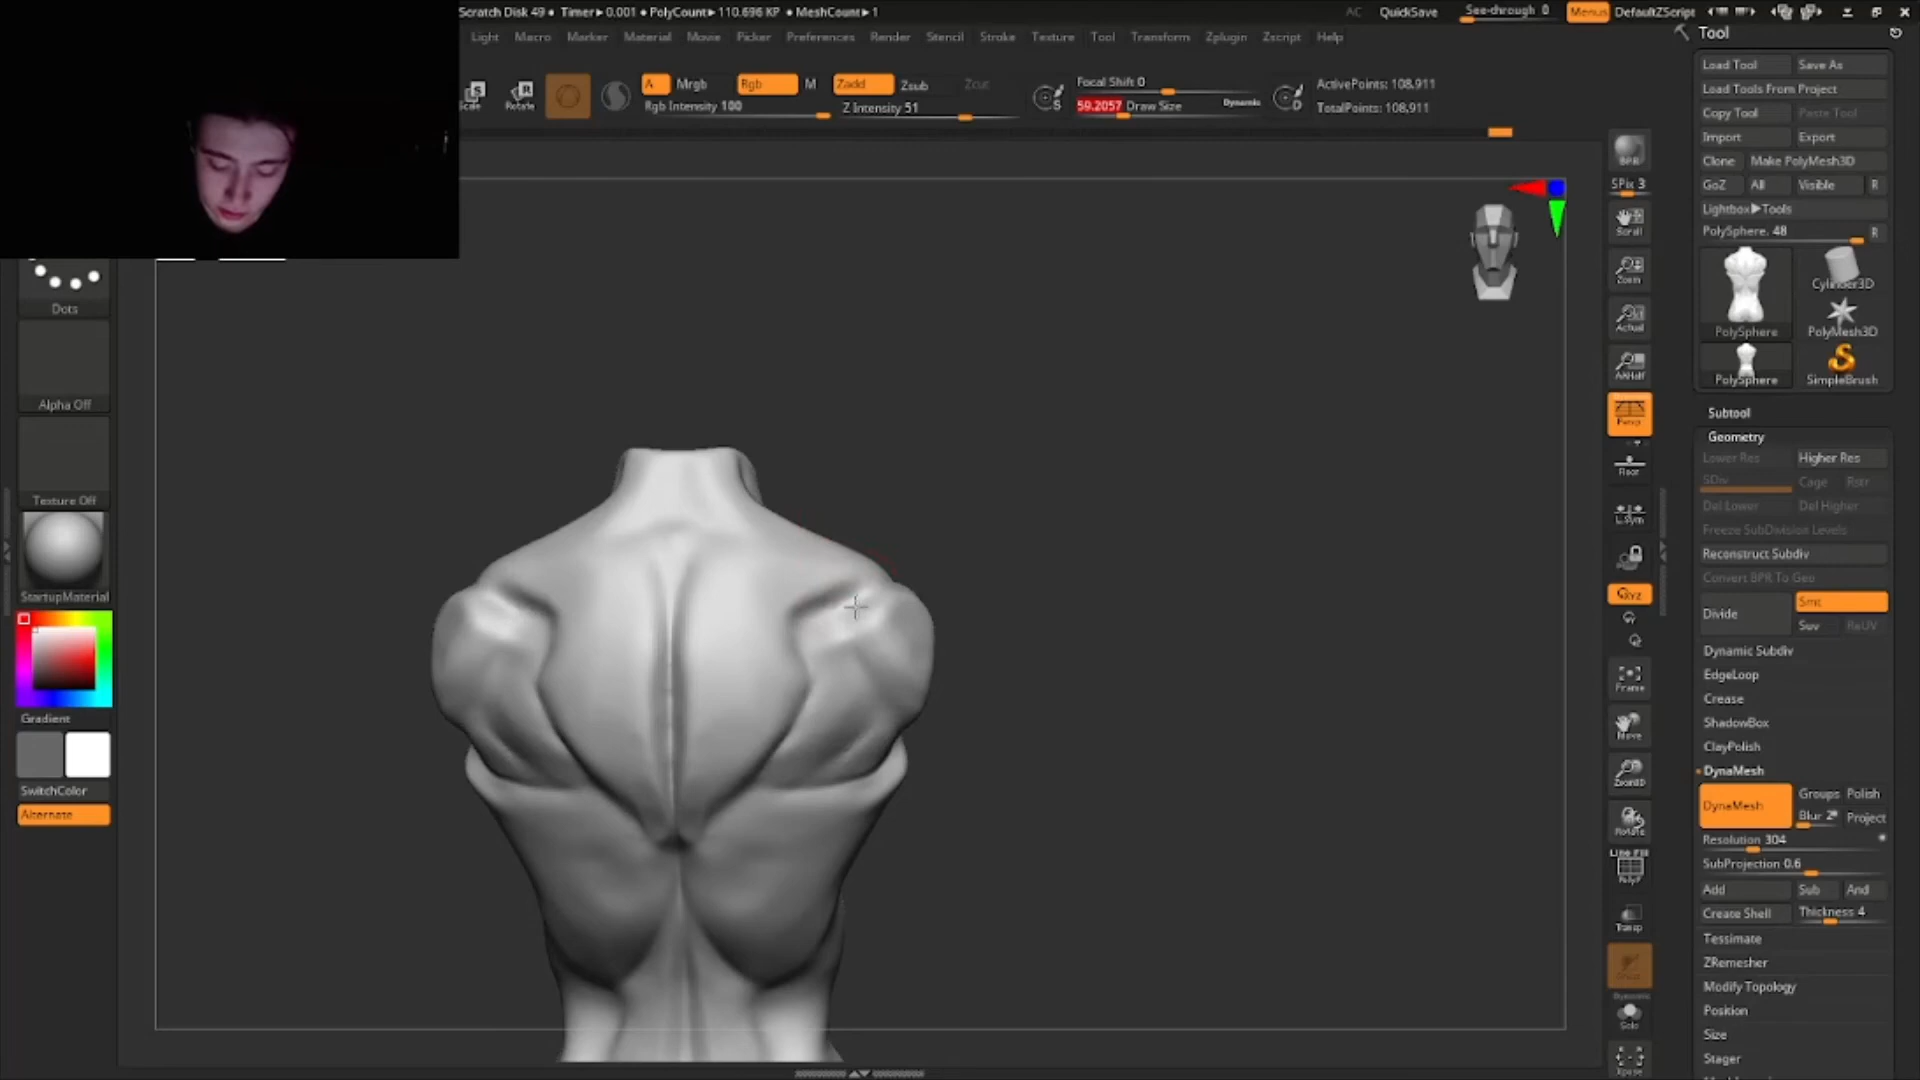 Scratch Disk 49 ● Timer▸0.001 ● PolyCount▸110.696 KP ● MeshCount▸1
AC QuickSave See-through 0 Menus DefaultZScript
Light Macro Marker Material Movie Picker Preferences Render Stencil Stroke Texture Tool Transform Zplugin Zscript Help
Tool
Load Tool Save As
Load Tools From Project
Copy Tool Paste Tool
Import Export
Clone Make PolyMesh3D
GoZ All Visible R
Lightbox▸Tools
PolySphere. 48 R
PolySphere
Cylinder3D
PolyMesh3D
PolySphere
SimpleBrush
Scale
Rotate
A Mrgb Rgb M Zadd Zsub Zcut
Rgb Intensity 100 Z Intensity 51
S
Focal Shift 0
59.2057 Draw Size Dynamic
D
ActivePoints: 108,911
TotalPoints: 108,911
Dots
Alpha Off
Texture Off
StartupMaterial
Gradient
SwitchColor
Alternate
BPR
SPix 3
Scroll
Zoom
Actual
AAHalf
Persp
Floor
L.Sym
XYZ
Frame
Move
Zoom3D
Rotate
Line Fill
PolyF
Transp
Dynamic
Solo
Xpose
Subtool
Geometry
Lower Res Higher Res
SDiv Cage Rstr
Del Lower Del Higher
Freeze SubDivision Levels
Reconstruct Subdiv
Convert BPR To Geo
Divide
Smt
Suv ReUV
Dynamic Subdiv
EdgeLoop
Crease
ShadowBox
ClayPolish
DynaMesh
DynaMesh
Groups Polish
Blur 2 Project
Resolution 304
SubProjection 0.6
Add Sub And
Create Shell Thickness 4
Tessimate
ZRemesher
Modify Topology
Position
Size
Stager